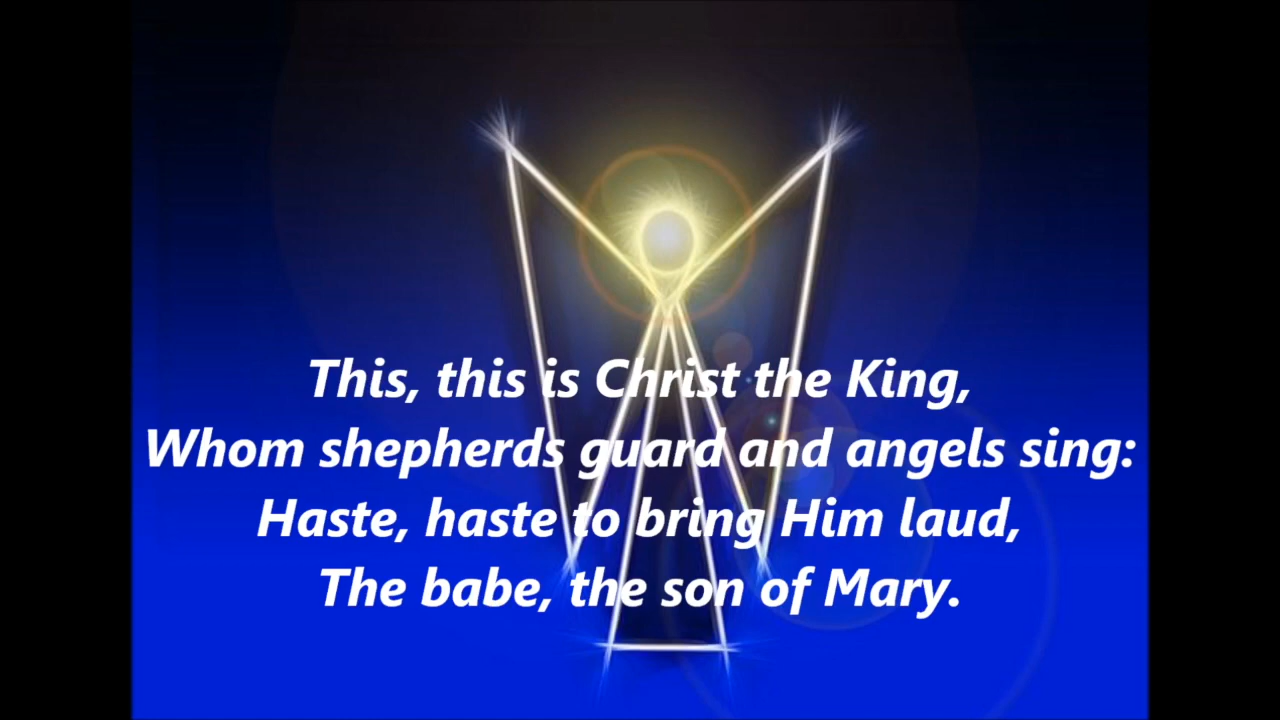 This, this is Christ the King,
Whom shepherds guard and angels sing:
Haste, haste to bring Him laud,
The babe, the son of Mary.